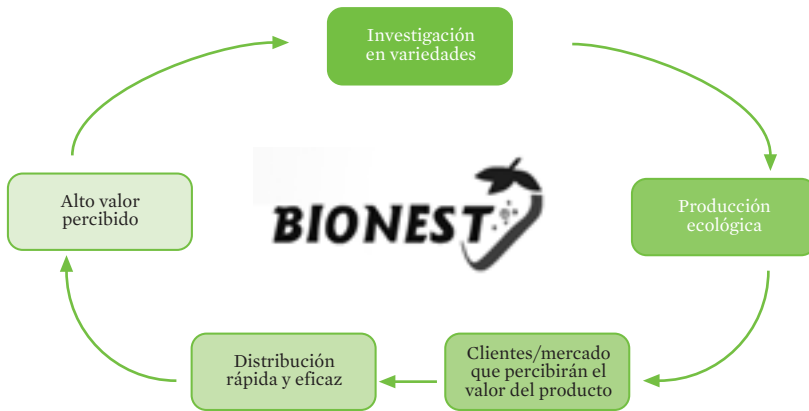 Investigación
en variedades
Alto valor
percibido
BIONEST
Producción
ecológica
Distribución
rápida y eficaz
Clientes/mercado
que percibirán el
valor del producto